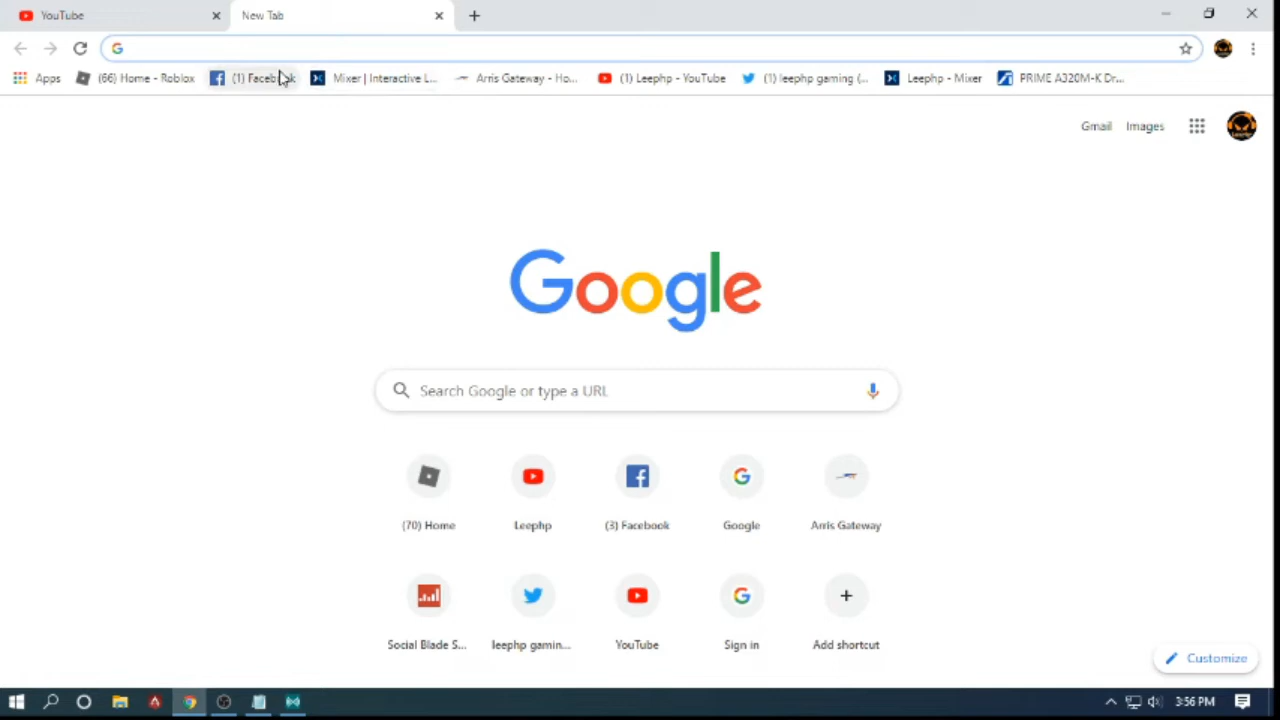 YouTube
New Tab
Apps
(66) Home - Roblox
(1) Facebook
Mixer | Interactive L...
Arris Gateway - Ho...
(1) Leephp - YouTube
(1) leephp gaming (...
Leephp - Mixer
PRIME A320M-K Dr...
Gmail
Images
Google
Search Google or type a URL
(70) Home
Leephp
(3) Facebook
Google
Arris Gateway
Social Blade S...
leephp gamin...
YouTube
Sign in
Add shortcut
Customize
3:56 PM